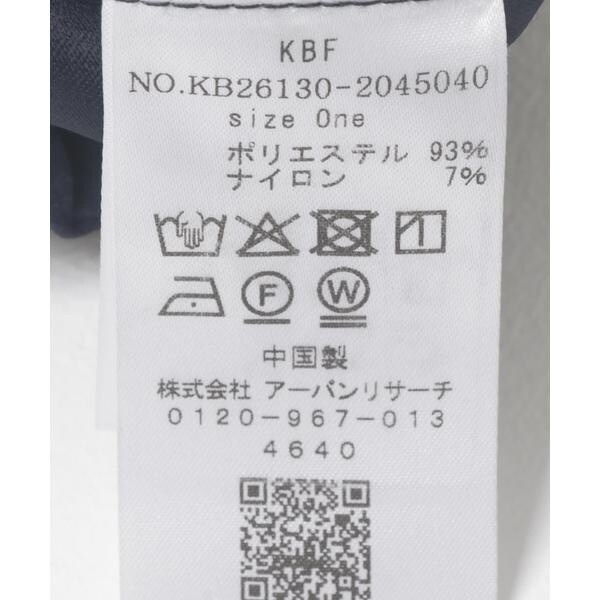 KBF
NO.KB26130-2045040
size One
ポリエステル 93%
ナイロン 7%
F W
中国製
株式会社 アーバンリサーチ
0120-967-013
4640